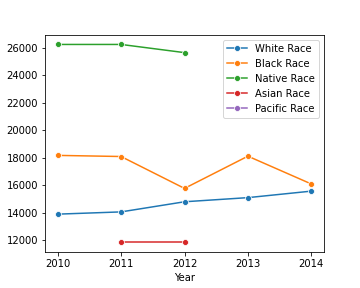 26000
24000
22000
20000
18000
16000
14000
12000
2010 2011 2012 2013 2014
Year
White Race
Black Race
Native Race
Asian Race
Pacific Race